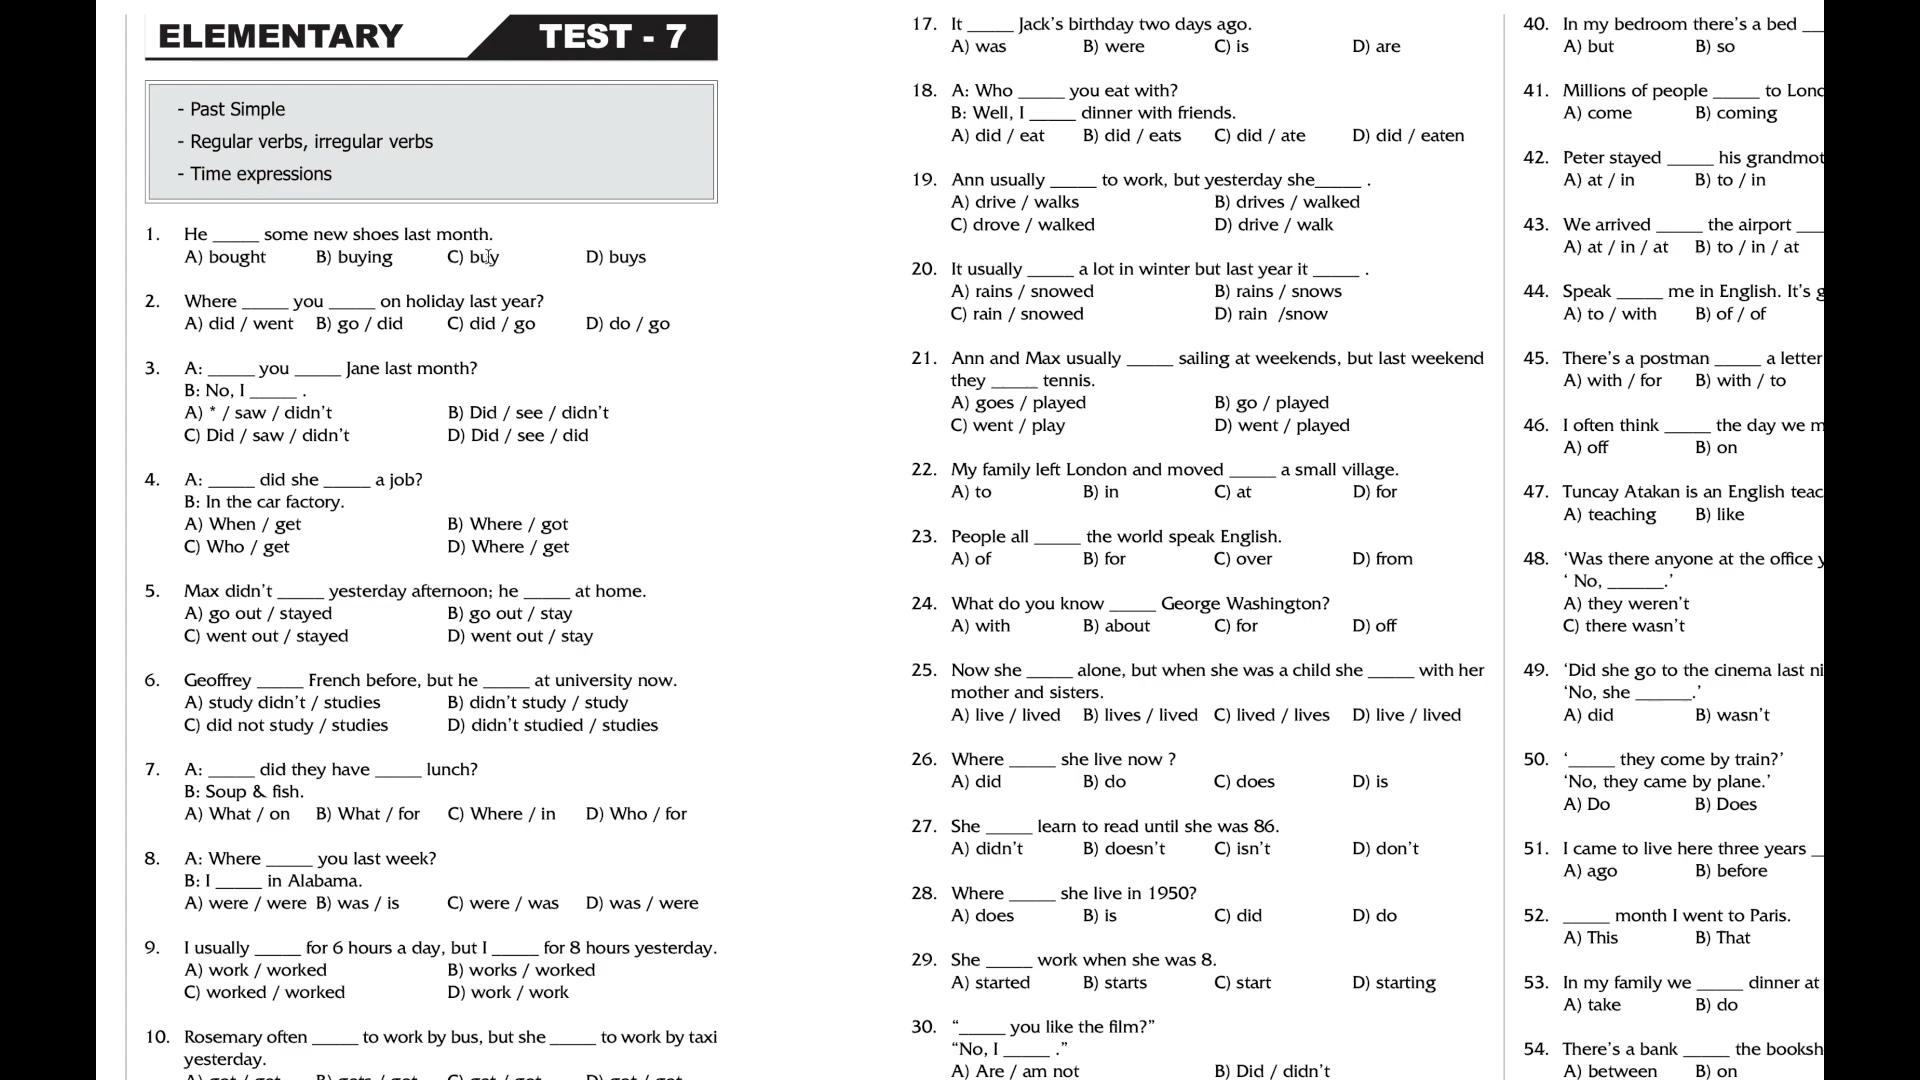 ELEMENTARY TEST - 7
- Past Simple
- Regular verbs, irregular verbs
- Time expressions
1. He _____ some new shoes last month.
A) bought B) buying C) buy D) buys
2. Where _____ you _____ on holiday last year?
A) did / went B) go / did C) did / go D) do / go
3. A: _____ you _____ Jane last month?
B: No, I _____ .
A) * / saw / didn't B) Did / see / didn't
C) Did / saw / didn't D) Did / see / did
4. A: _____ did she _____ a job?
B: In the car factory.
A) When / get B) Where / got
C) Who / get D) Where / get
5. Max didn't _____ yesterday afternoon; he _____ at home.
A) go out / stayed B) go out / stay
C) went out / stayed D) went out / stay
6. Geoffrey _____ French before, but he _____ at university now.
A) study didn't / studies B) didn't study / study
C) did not study / studies D) didn't studied / studies
7. A: _____ did they have _____ lunch?
B: Soup & fish.
A) What / on B) What / for C) Where / in D) Who / for
8. A: Where _____ you last week?
B: I _____ in Alabama.
A) were / were B) was / is C) were / was D) was / were
9. I usually _____ for 6 hours a day, but I _____ for 8 hours yesterday.
A) work / worked B) works / worked
C) worked / worked D) work / work
10. Rosemary often _____ to work by bus, but she _____ to work by taxi
yesterday.
17. It _____ Jack's birthday two days ago.
A) was B) were C) is D) are
18. A: Who _____ you eat with?
B: Well, I _____ dinner with friends.
A) did / eat B) did / eats C) did / ate D) did / eaten
19. Ann usually _____ to work, but yesterday she_____ .
A) drive / walks B) drives / walked
C) drove / walked D) drive / walk
20. It usually _____ a lot in winter but last year it _____ .
A) rains / snowed B) rains / snows
C) rain / snowed D) rain /snow
21. Ann and Max usually _____ sailing at weekends, but last weekend
they _____ tennis.
A) goes / played B) go / played
C) went / play D) went / played
22. My family left London and moved _____ a small village.
A) to B) in C) at D) for
23. People all _____ the world speak English.
A) of B) for C) over D) from
24. What do you know _____ George Washington?
A) with B) about C) for D) off
25. Now she _____ alone, but when she was a child she _____ with her
mother and sisters.
A) live / lived B) lives / lived C) lived / lives D) live / lived
26. Where _____ she live now ?
A) did B) do C) does D) is
27. She _____ learn to read until she was 86.
A) didn't B) doesn't C) isn't D) don't
28. Where _____ she live in 1950?
A) does B) is C) did D) do
29. She _____ work when she was 8.
A) started B) starts C) start D) starting
30. “_____ you like the film?”
“No, I _____ .”
A) Are / am not B) Did / didn't
40. In my bedroom there's a bed __
A) but B) so
41. Millions of people _____ to
A) come B) coming
42. Peter stayed _____ his
A) at / in B) to / in
43. We arrived _____ the airport ___
A) at / in / at B) to / in / at
44. Speak _____ me in English. It's
A) to / with B) of / of
45. There's a postman _____ a letter
A) with / for B) with / to
46. I often think _____ the day we
A) off B) on
47. Tuncay Atakan is an English
A) teaching B) like
48. ‘Was there anyone at the office
‘ No, ______.’
A) they weren't
C) there wasn't
49. ‘Did she go to the cinema last
‘No, she ______.’
A) did B) wasn't
50. ‘_____ they come by train?’
‘No, they came by plane.’
A) Do B) Does
51. I came to live here three years _
A) ago B) before
52. _____ month I went to Paris.
A) This B) That
53. In my family we _____ dinner at
A) take B) do
54. There's a bank _____ the
A) between B) on